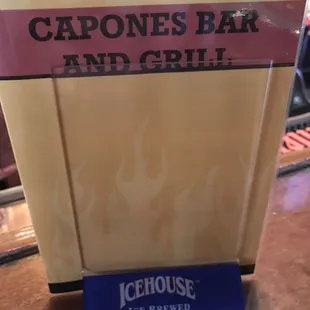 CAPONES BAR
AND GRILL
ICEHOUSE
ICE BREWED